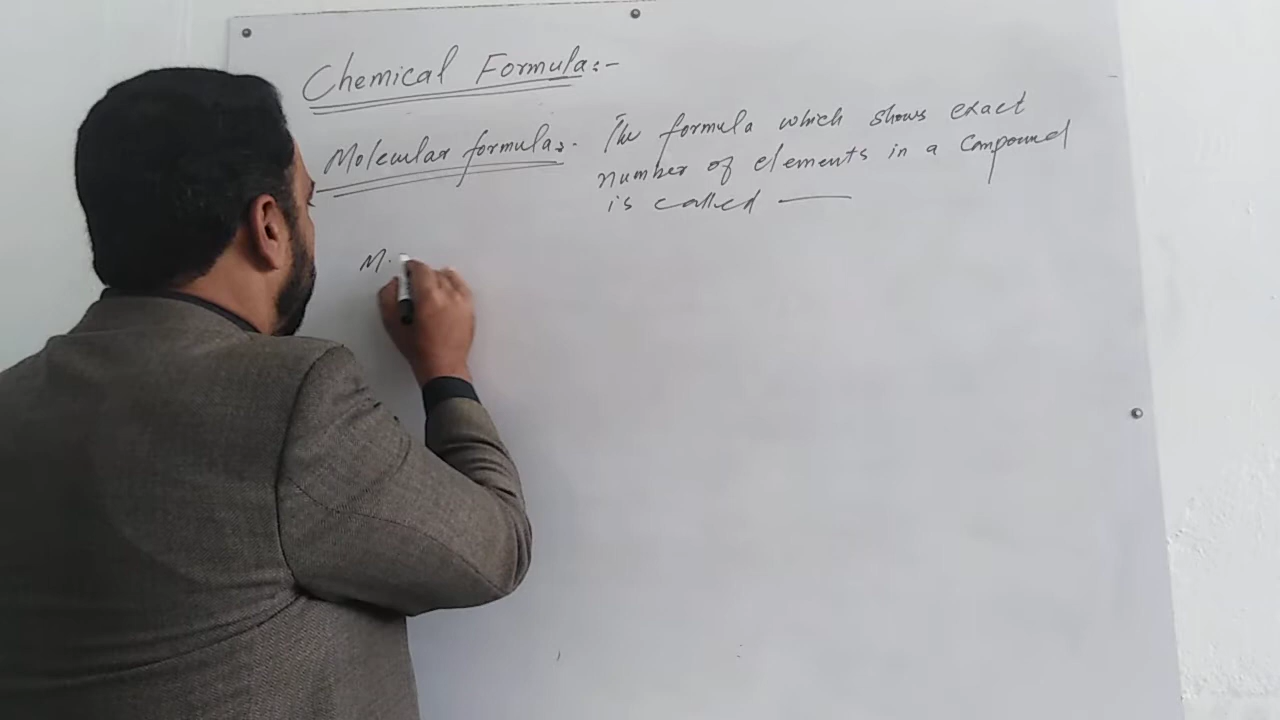 Chemical Formula:-
Molecular formula:- The formula which shows exact
number of elements in a compound
is called —
M.